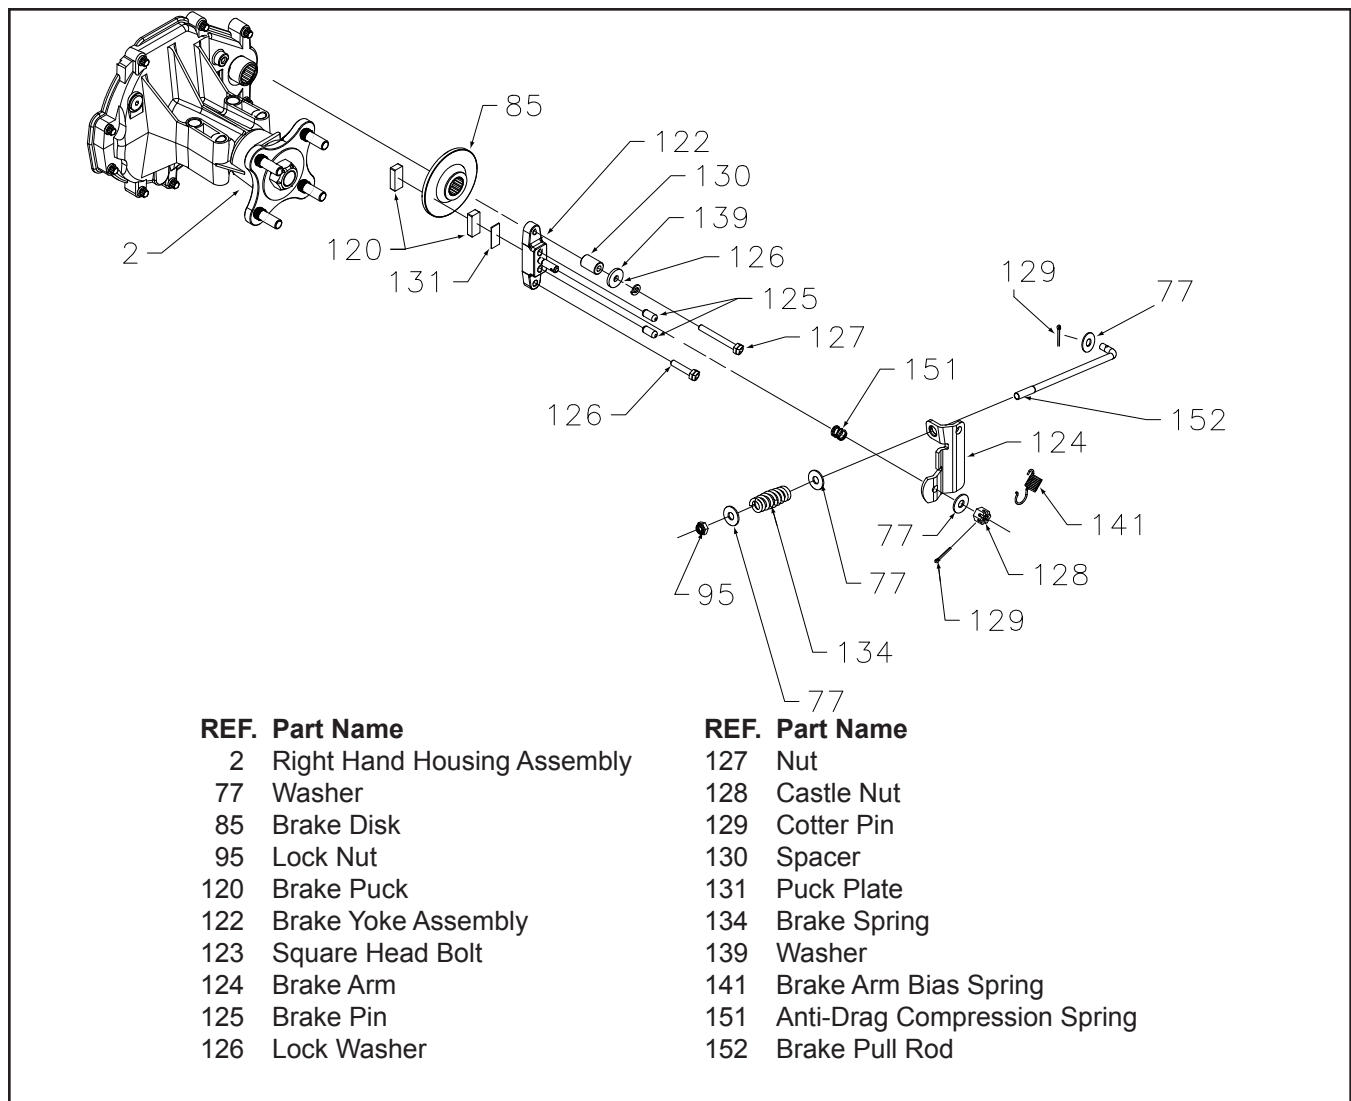 85
122
130
139
126
125
127
2
120
131
126
129
77
151
152
124
141
77
128
129
77
95
134
77
REF. Part Name
2 Right Hand Housing Assembly
77 Washer
85 Brake Disk
95 Lock Nut
120 Brake Puck
122 Brake Yoke Assembly
123 Square Head Bolt
124 Brake Arm
125 Brake Pin
126 Lock Washer
REF. Part Name
127 Nut
128 Castle Nut
129 Cotter Pin
130 Spacer
131 Puck Plate
134 Brake Spring
139 Washer
141 Brake Arm Bias Spring
151 Anti-Drag Compression Spring
152 Brake Pull Rod